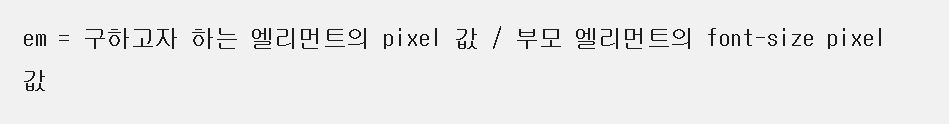 em = 구하고자 하는 엘리먼트의 pixel 값 / 부모 엘리먼트의 font-size pixel
값